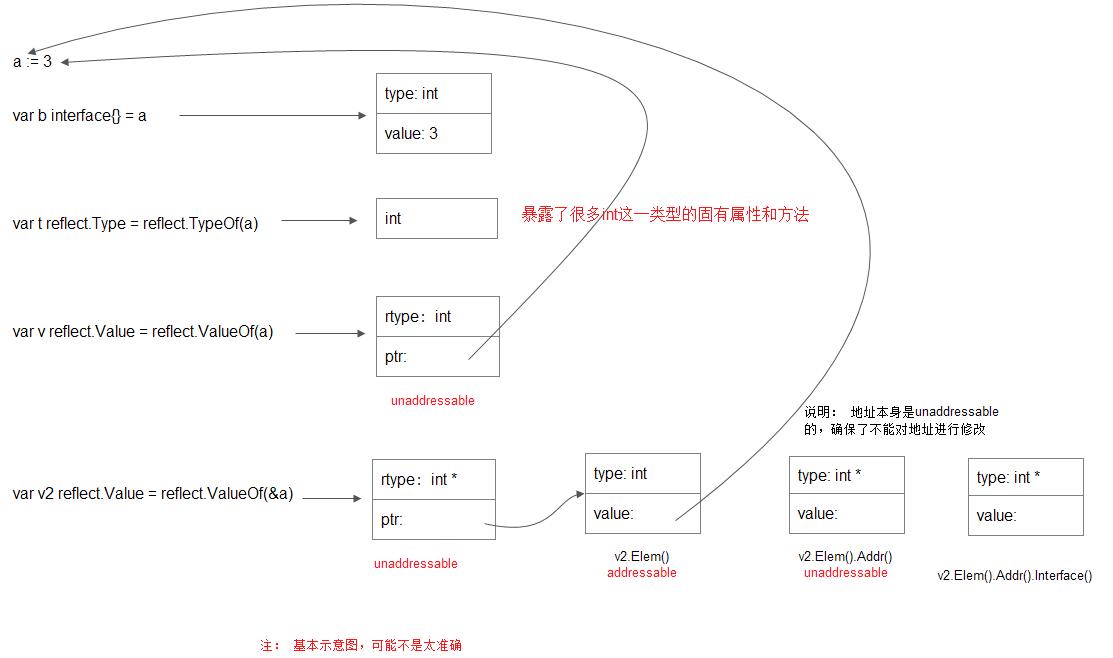 a := 3
var b interface{} = a
type: int
value: 3
var t reflect.Type = reflect.TypeOf(a)
int
暴露了很多int这一类型的固有属性和方法
var v reflect.Value = reflect.ValueOf(a)
rtype：int
ptr:
unaddressable
说明： 地址本身是unaddressable
的，确保了不能对地址进行修改
var v2 reflect.Value = reflect.ValueOf(&a)
rtype：int *
ptr:
unaddressable
type: int
value:
v2.Elem()
addressable
type: int *
value:
v2.Elem().Addr()
unaddressable
type: int *
value:
v2.Elem().Addr().Interface()
注： 基本示意图，可能不是太准确